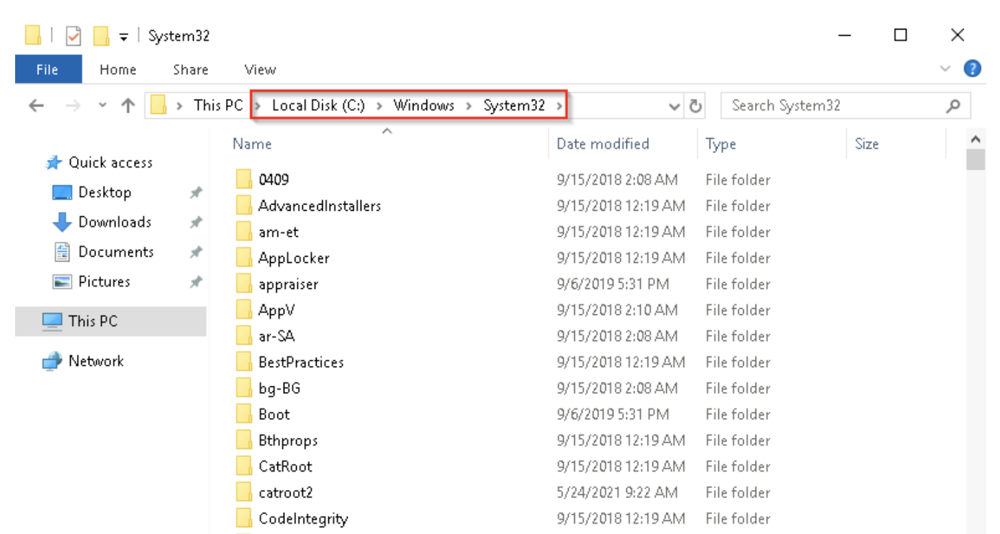 System32
File Home Share View
This PC > Local Disk (C:) > Windows > System32 > Search System32
Name Date modified Type Size
Quick access
Desktop
Downloads
Documents
Pictures
This PC
Network
0409 9/15/2018 2:08 AM File folder
AdvancedInstallers 9/15/2018 12:19 AM File folder
am-et 9/15/2018 12:19 AM File folder
AppLocker 9/15/2018 12:19 AM File folder
appraiser 9/6/2019 5:31 PM File folder
AppV 9/15/2018 2:10 AM File folder
ar-SA 9/15/2018 2:08 AM File folder
BestPractices 9/15/2018 12:19 AM File folder
bg-BG 9/15/2018 2:08 AM File folder
Boot 9/6/2019 5:31 PM File folder
Bthprops 9/15/2018 12:19 AM File folder
CatRoot 9/15/2018 12:19 AM File folder
catroot2 5/24/2021 9:22 AM File folder
CodeIntegrity 9/15/2018 12:19 AM File folder